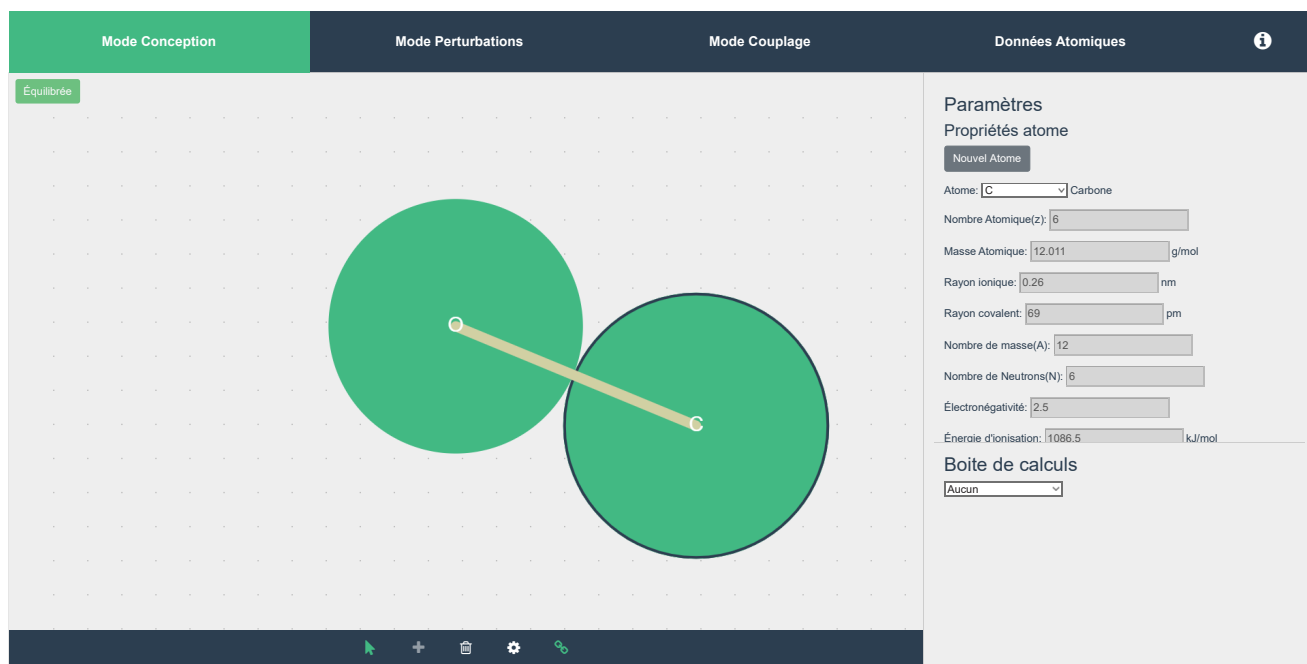 Mode Conception Mode Perturbations Mode Couplage Données Atomiques
Équilibrée
O
C
Paramètres
Propriétés atome
Nouvel Atome
Atome: C Carbone
Nombre Atomique(z): 6
Masse Atomique: 12.011 g/mol
Rayon ionique: 0.26 nm
Rayon covalent: 69 pm
Nombre de masse(A): 12
Nombre de Neutrons(N): 6
Électronégativité: 2.5
Énergie d'ionisation: 1086.5 kJ/mol
Boite de calculs
Aucun